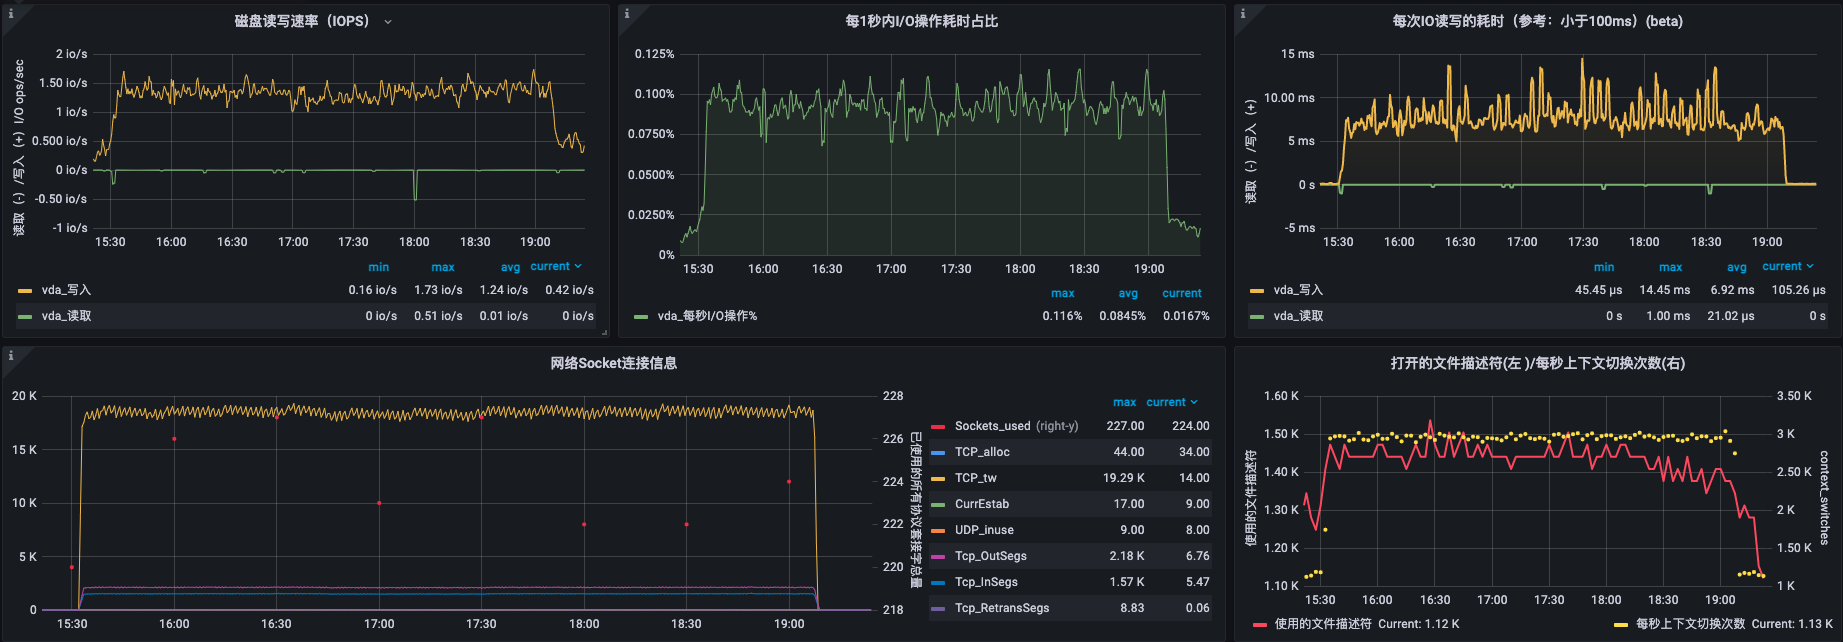 磁盘读写速率（IOPS）
读取（-）/写入（+）I/O ops/sec
2 io/s
1.50 io/s
1 io/s
0.500 io/s
0 io/s
-0.50 io/s
-1 io/s
15:30 16:00 16:30 17:00 17:30 18:00 18:30 19:00
min max avg current
vda_写入 0.16 io/s 1.73 io/s 1.24 io/s 0.42 io/s
vda_读取 0 io/s 0.51 io/s 0.01 io/s 0 io/s
每1秒内I/O操作耗时占比
0.125%
0.100%
0.0750%
0.0500%
0.0250%
0%
15:30 16:00 16:30 17:00 17:30 18:00 18:30 19:00
max avg current
vda_每秒I/O操作% 0.116% 0.0845% 0.0167%
每次IO读写的耗时（参考：小于100ms）(beta)
读取（-）/写入（+）
15 ms
10.00 ms
5 ms
0 s
-5 ms
15:30 16:00 16:30 17:00 17:30 18:00 18:30 19:00
min max avg current
vda_写入 45.45 µs 14.45 ms 6.92 ms 105.26 µs
vda_读取 0 s 1.00 ms 21.02 µs 0 s
网络Socket连接信息
20 K
15 K
10 K
5 K
0
228
226
224
222
220
218
已使用的所有协议套接字总量
15:30 16:00 16:30 17:00 17:30 18:00 18:30 19:00
max current
Sockets_used (right-y) 227.00 224.00
TCP_alloc 44.00 34.00
TCP_tw 19.29 K 14.00
CurrEstab 17.00 9.00
UDP_inuse 9.00 8.00
Tcp_OutSegs 2.18 K 6.76
Tcp_InSegs 1.57 K 5.47
Tcp_RetransSegs 8.83 0.06
打开的文件描述符(左 )/每秒上下文切换次数(右)
使用的文件描述符
1.60 K
1.50 K
1.40 K
1.30 K
1.20 K
1.10 K
3.50 K
3 K
2.50 K
2 K
1.50 K
1 K
context_switches
15:30 16:00 16:30 17:00 17:30 18:00 18:30 19:00
使用的文件描述符 Current: 1.12 K
每秒上下文切换次数 Current: 1.13 K